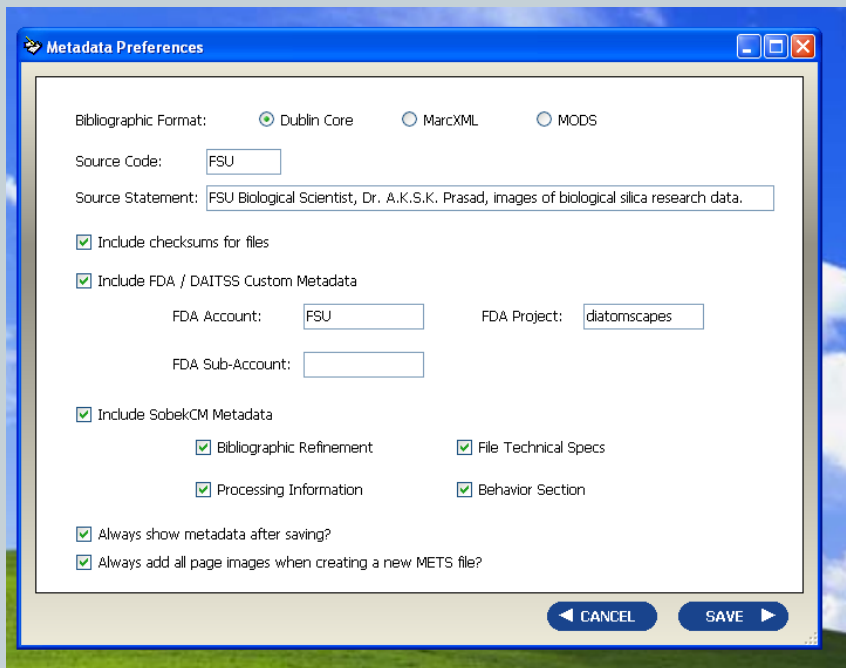 Metadata Preferences
Bibliographic Format: Dublin Core MarcXML MODS
Source Code: FSU
Source Statement: FSU Biological Scientist, Dr. A.K.S.K. Prasad, images of biological silica research data.
Include checksums for files
Include FDA / DAITSS Custom Metadata
FDA Account: FSU FDA Project: diatomscapes
FDA Sub-Account:
Include SobekCM Metadata
Bibliographic Refinement File Technical Specs
Processing Information Behavior Section
Always show metadata after saving?
Always add all page images when creating a new METS file?
CANCEL SAVE